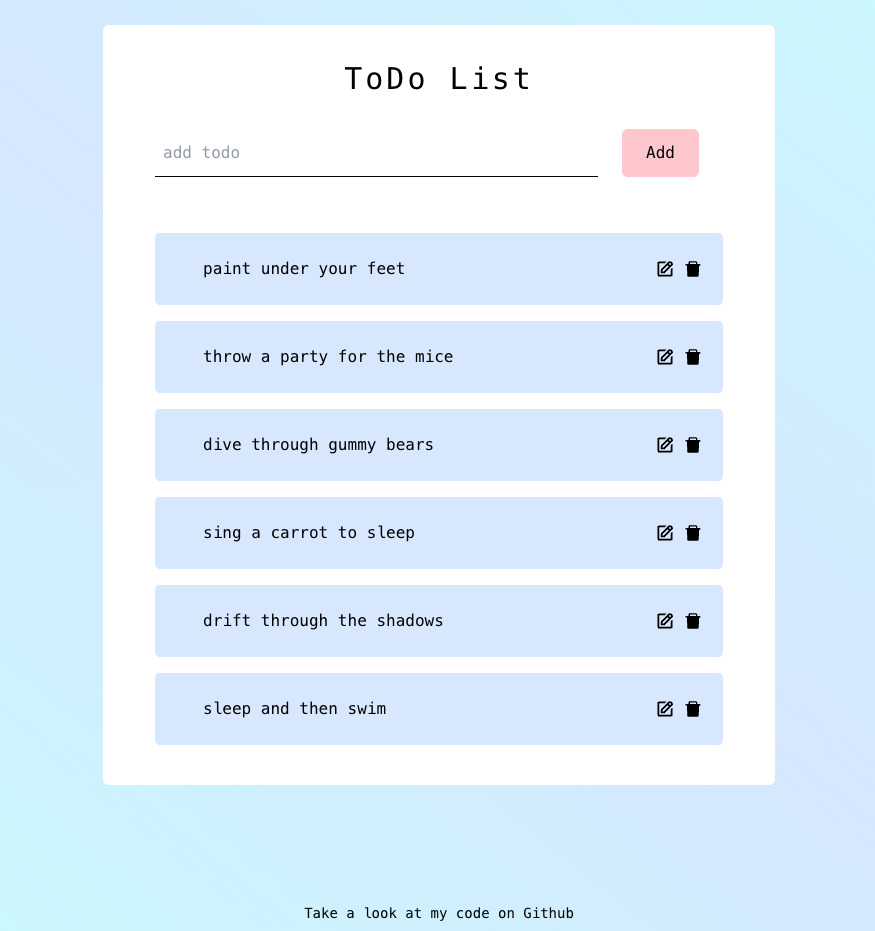 ToDo List
add todo
Add
paint under your feet
throw a party for the mice
dive through gummy bears
sing a carrot to sleep
drift through the shadows
sleep and then swim
Take a look at my code on Github